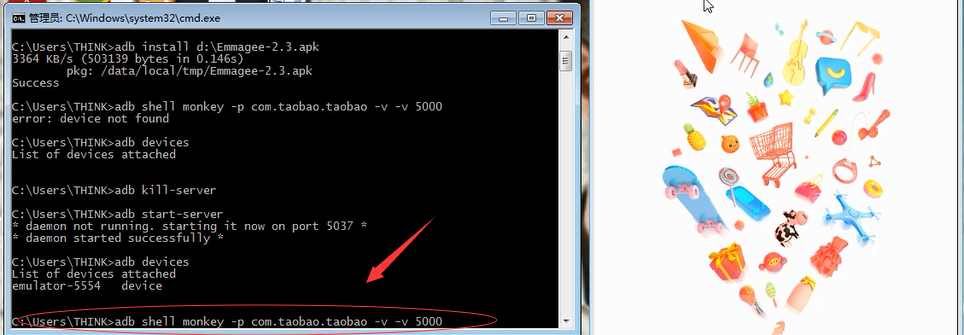 管理员: C:\Windows\system32\cmd.exe
C:\Users\THINK>adb install d:\Emmagee-2.3.apk
3364 KB/s (503139 bytes in 0.146s)
        pkg: /data/local/tmp/Emmagee-2.3.apk
Success
C:\Users\THINK>adb shell monkey -p com.taobao.taobao -v -v 5000
error: device not found
C:\Users\THINK>adb devices
List of devices attached
C:\Users\THINK>adb kill-server
C:\Users\THINK>adb start-server
* daemon not running. starting it now on port 5037 *
* daemon started successfully *
C:\Users\THINK>adb devices
List of devices attached
emulator-5554   device
C:\Users\THINK>adb shell monkey -p com.taobao.taobao -v -v 5000